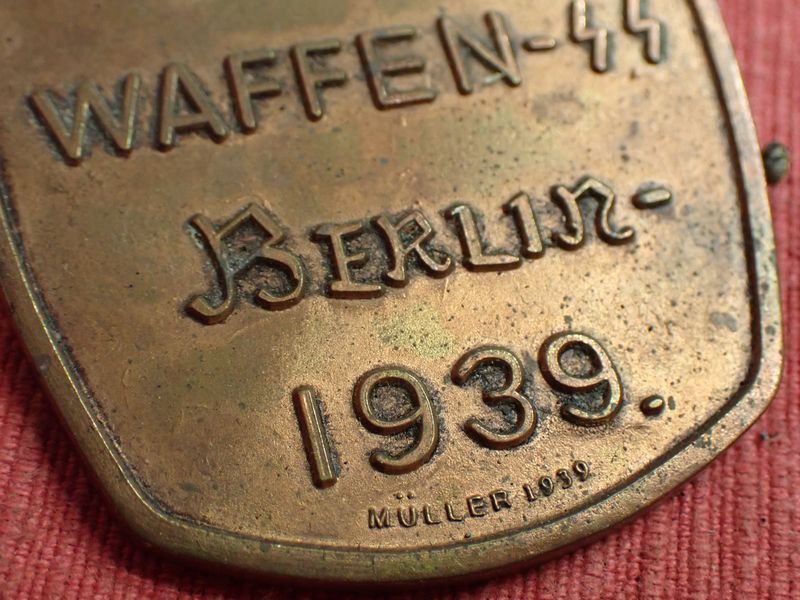 WAFFEN-ᛋᛋ
BERLIN-
1939.
MÜLLER 1939